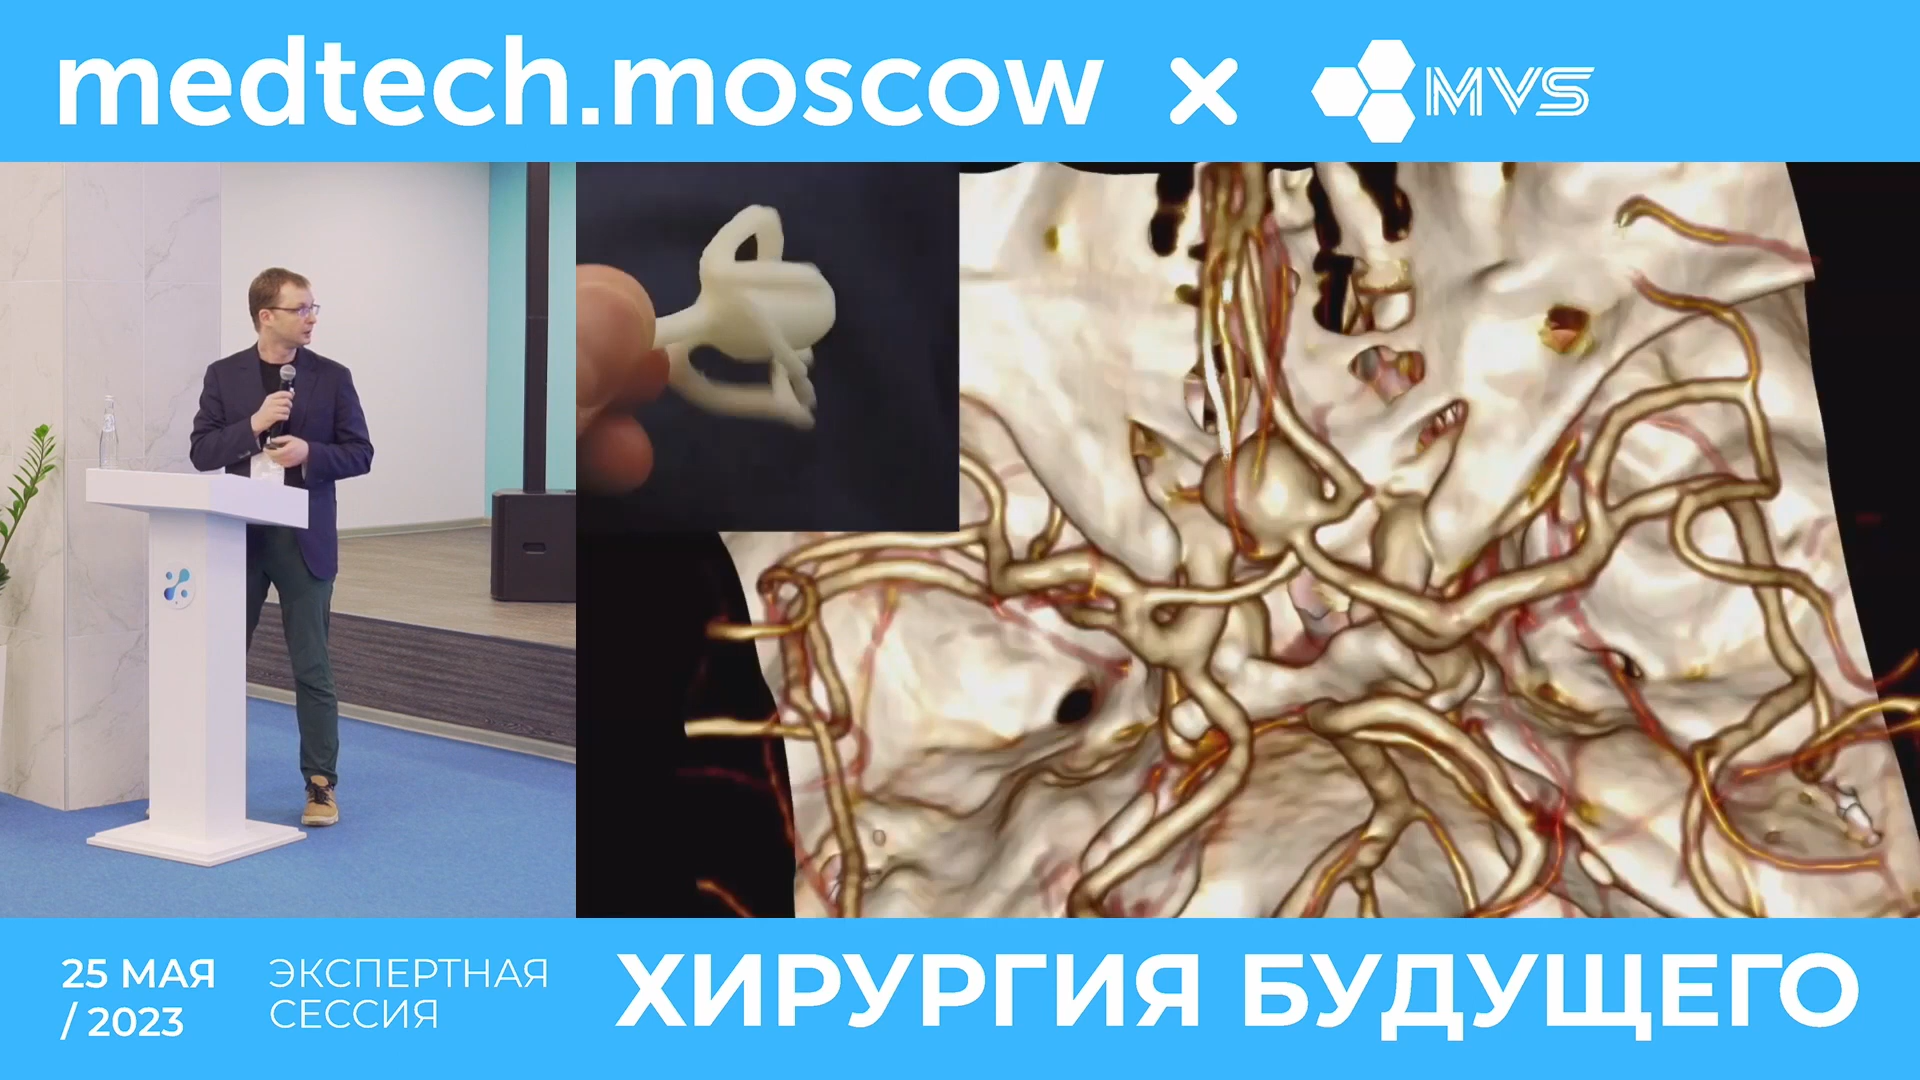 medtech.moscow × MVS
25 МАЯ
/ 2023
ЭКСПЕРТНАЯ
СЕССИЯ
ХИРУРГИЯ БУДУЩЕГО